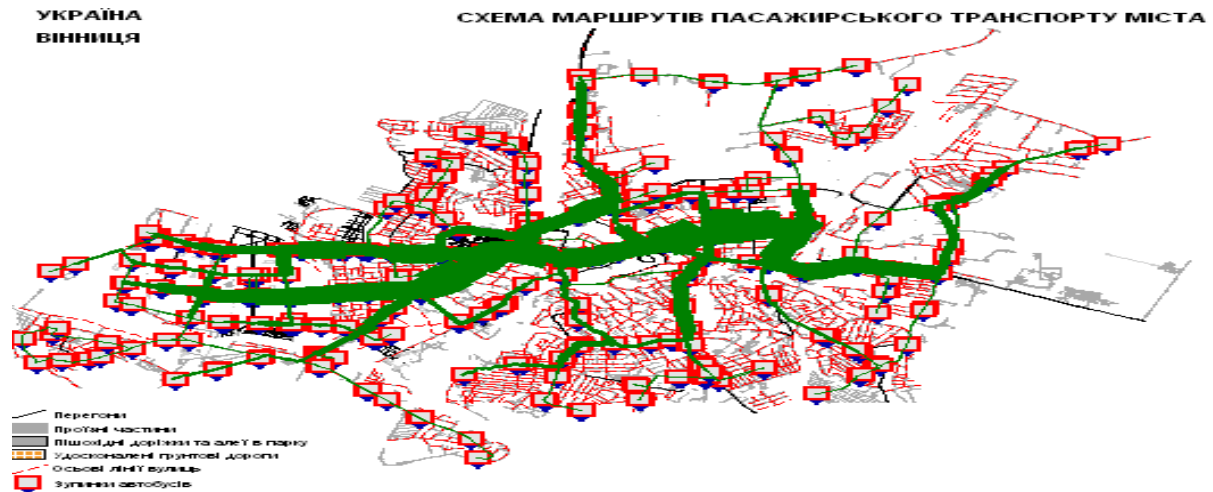 УКРАЇНА
ВІННИЦЯ
СХЕМА МАРШРУТІВ ПАСАЖИРСЬКОГО ТРАНСПОРТУ МІСТА
Перегони
Проїзні частини
Пішохідні доріжки та алеї в парку
Удосконалені ґрунтові дороги
Осьові лінії вулиць
Зупинки автобусів